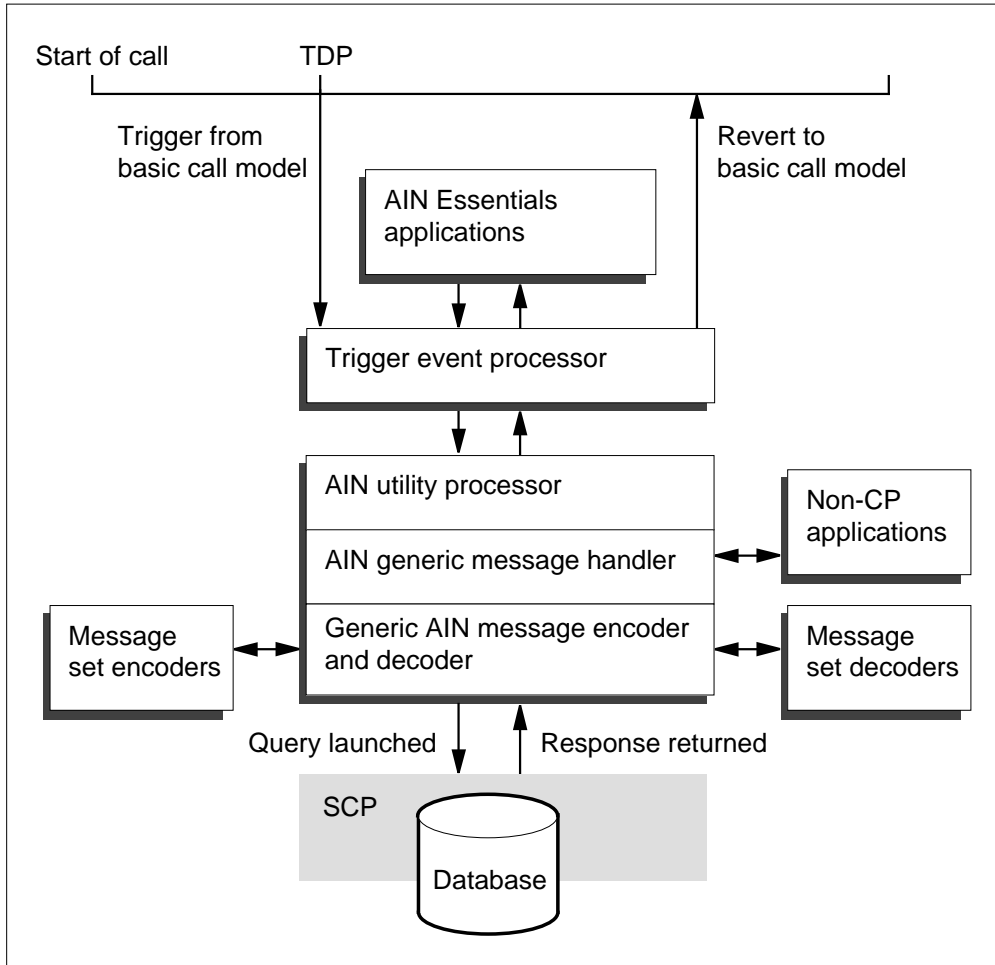 Start of call
TDP
Trigger from
basic call model
Revert to
basic call model
AIN Essentials
applications
Trigger event processor
AIN utility processor
Non-CP
applications
AIN generic message handler
Message
set encoders
Generic AIN message encoder
and decoder
Message
set decoders
Query launched
Response returned
SCP
Database